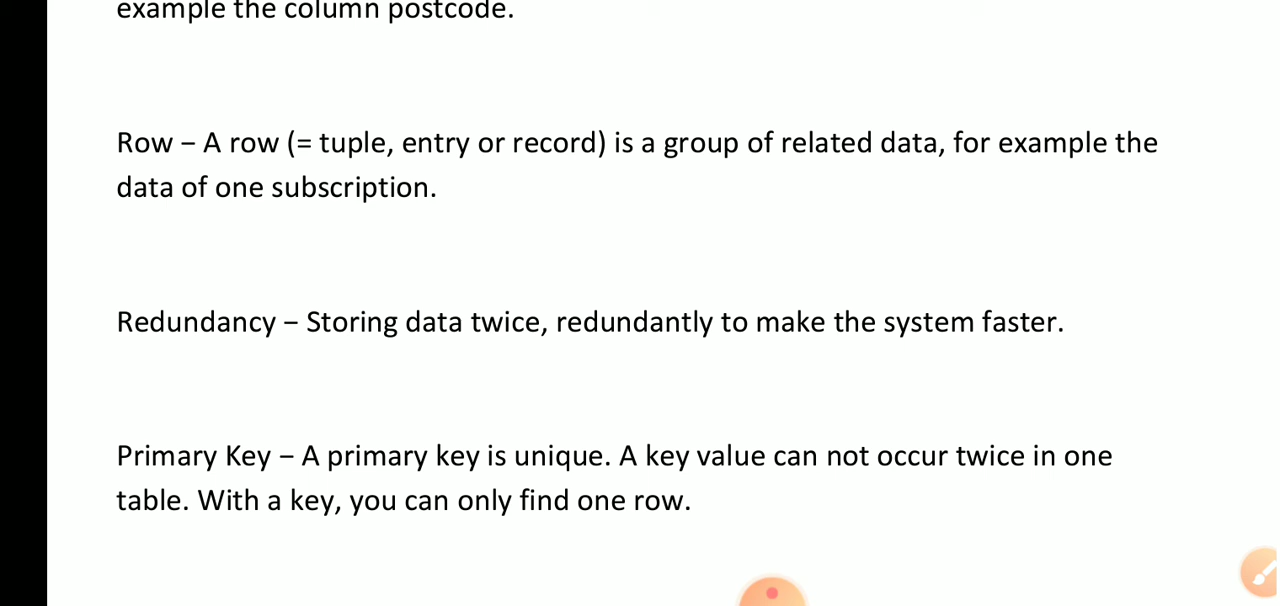 example the column postcode.
Row – A row (= tuple, entry or record) is a group of related data, for example the
data of one subscription.
Redundancy – Storing data twice, redundantly to make the system faster.
Primary Key – A primary key is unique. A key value can not occur twice in one
table. With a key, you can only find one row.